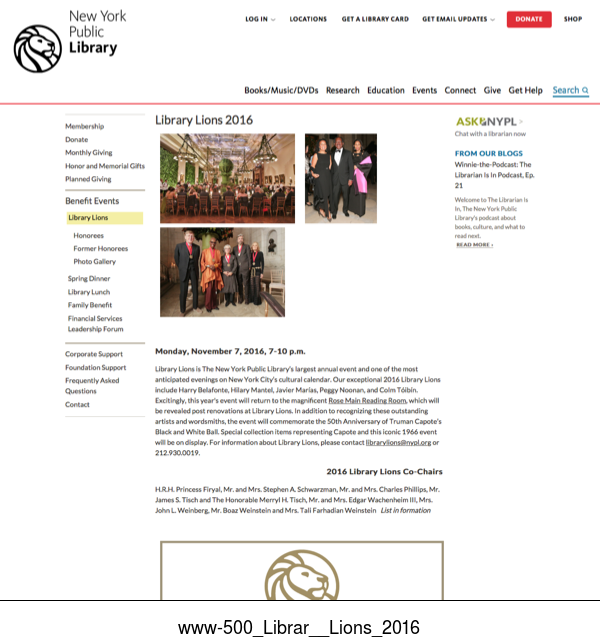 New York
Public
Library
LOG IN
LOCATIONS
GET A LIBRARY CARD
GET EMAIL UPDATES
DONATE
SHOP
Books/Music/DVDs
Research
Education
Events
Connect
Give
Get Help
Search
Membership
Donate
Monthly Giving
Honor and Memorial Gifts
Planned Giving
Benefit Events
Library Lions
Honorees
Former Honorees
Photo Gallery
Spring Dinner
Library Lunch
Family Benefit
Financial Services
Leadership Forum
Corporate Support
Foundation Support
Frequently Asked
Questions
Contact
Library Lions 2016
Monday, November 7, 2016, 7-10 p.m.
Library Lions is The New York Public Library's largest annual event and one of the most
anticipated evenings on New York City's cultural calendar. Our exceptional 2016 Library Lions
include Harry Belafonte, Hilary Mantel, Javier Marías, Peggy Noonan, and Colm Tóibín.
Excitingly, this year's event will return to the magnificent Rose Main Reading Room, which will
be revealed post renovations at Library Lions. In addition to recognizing these outstanding
artists and wordsmiths, the event will commemorate the 50th Anniversary of Truman Capote's
Black and White Ball. Special collection items representing Capote and this iconic 1966 event
will be on display. For information about Library Lions, please contact librarylions@nypl.org or
212.930.0019.
2016 Library Lions Co-Chairs
H.R.H. Princess Firyal, Mr. and Mrs. Stephen A. Schwarzman, Mr. and Mrs. Charles Phillips, Mr.
James S. Tisch and The Honorable Merryl H. Tisch, Mr. and Mrs. Edgar Wachenheim III, Mrs.
John L. Weinberg, Mr. Boaz Weinstein and Mrs. Tali Farhadian Weinstein List in formation
ASK NYPL >
Chat with a librarian now
FROM OUR BLOGS
Winnie-the-Podcast: The
Librarian Is In Podcast, Ep.
21
Welcome to The Librarian Is
In, The New York Public
Library's podcast about
books, culture, and what to
read next.
READ MORE ›
www-500_Librar__Lions_2016